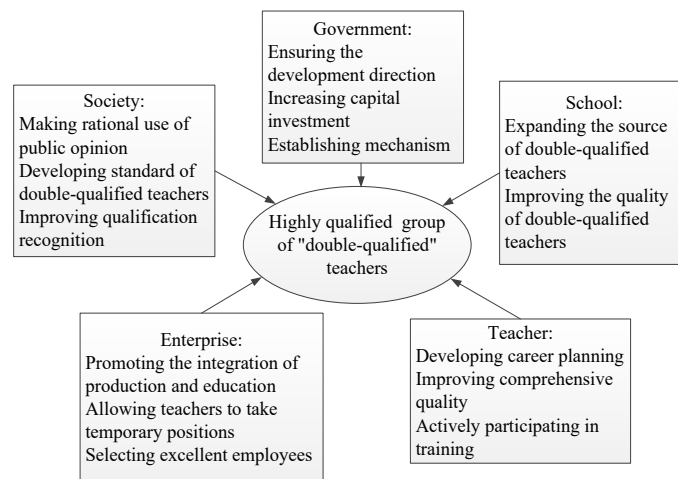 Government:
Ensuring the
development direction
Increasing capital
investment
Establishing mechanism
Society:
Making rational use of
public opinion
Developing standard of
double-qualified teachers
Improving qualification
recognition
School:
Expanding the source
of double-qualified
teachers
Improving the quality
of double-qualified
teachers
Highly qualified group
of "double-qualified"
teachers
Enterprise:
Promoting the integration of
production and education
Allowing teachers to take
temporary positions
Selecting excellent employees
Teacher:
Developing career planning
Improving comprehensive
quality
Actively participating in
training